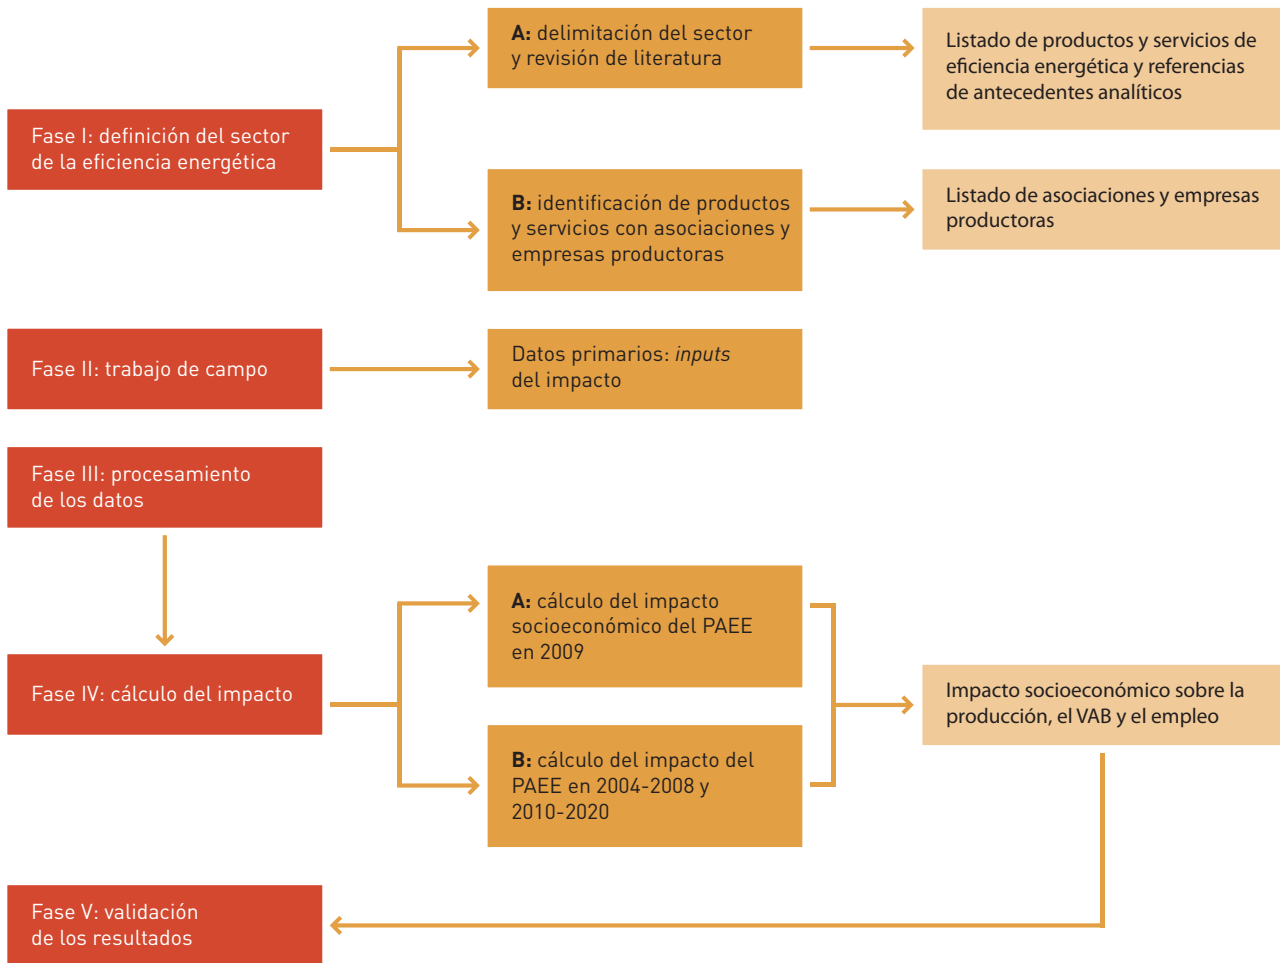 Fase I: definición del sector
de la eficiencia energética
A: delimitación del sector
y revisión de literatura
Listado de productos y servicios de
eficiencia energética y referencias
de antecedentes analíticos
B: identificación de productos
y servicios con asociaciones y
empresas productoras
Listado de asociaciones y empresas
productoras
Fase II: trabajo de campo
Datos primarios: inputs
del impacto
Fase III: procesamiento
de los datos
Fase IV: cálculo del impacto
A: cálculo del impacto
socioeconómico del PAEE
en 2009
B: cálculo del impacto del
PAEE en 2004-2008 y
2010-2020
Impacto socioeconómico sobre la
producción, el VAB y el empleo
Fase V: validación
de los resultados